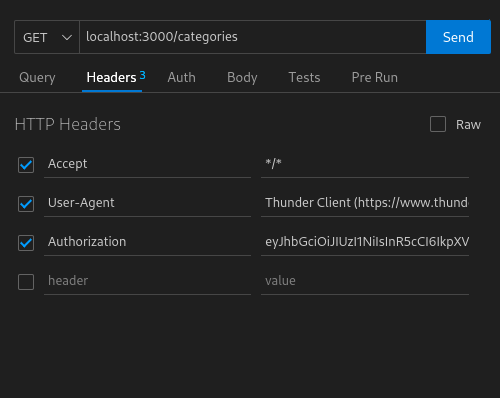 GET localhost:3000/categories Send
Query Headers 3 Auth Body Tests Pre Run
HTTP Headers Raw
Accept */*
User-Agent Thunder Client (https://www.thund
Authorization eyJhbGciOiJIUzI1NiIsInR5cCI6IkpXV
header value